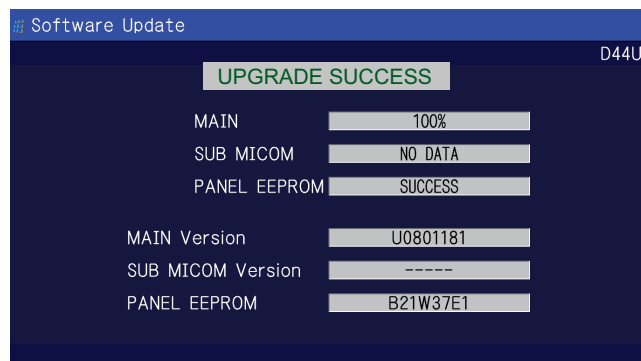 Software Update
D44U
UPGRADE SUCCESS
MAIN 100%
SUB MICOM NO DATA
PANEL EEPROM SUCCESS
MAIN Version U0801181
SUB MICOM Version -----
PANEL EEPROM B21W37E1